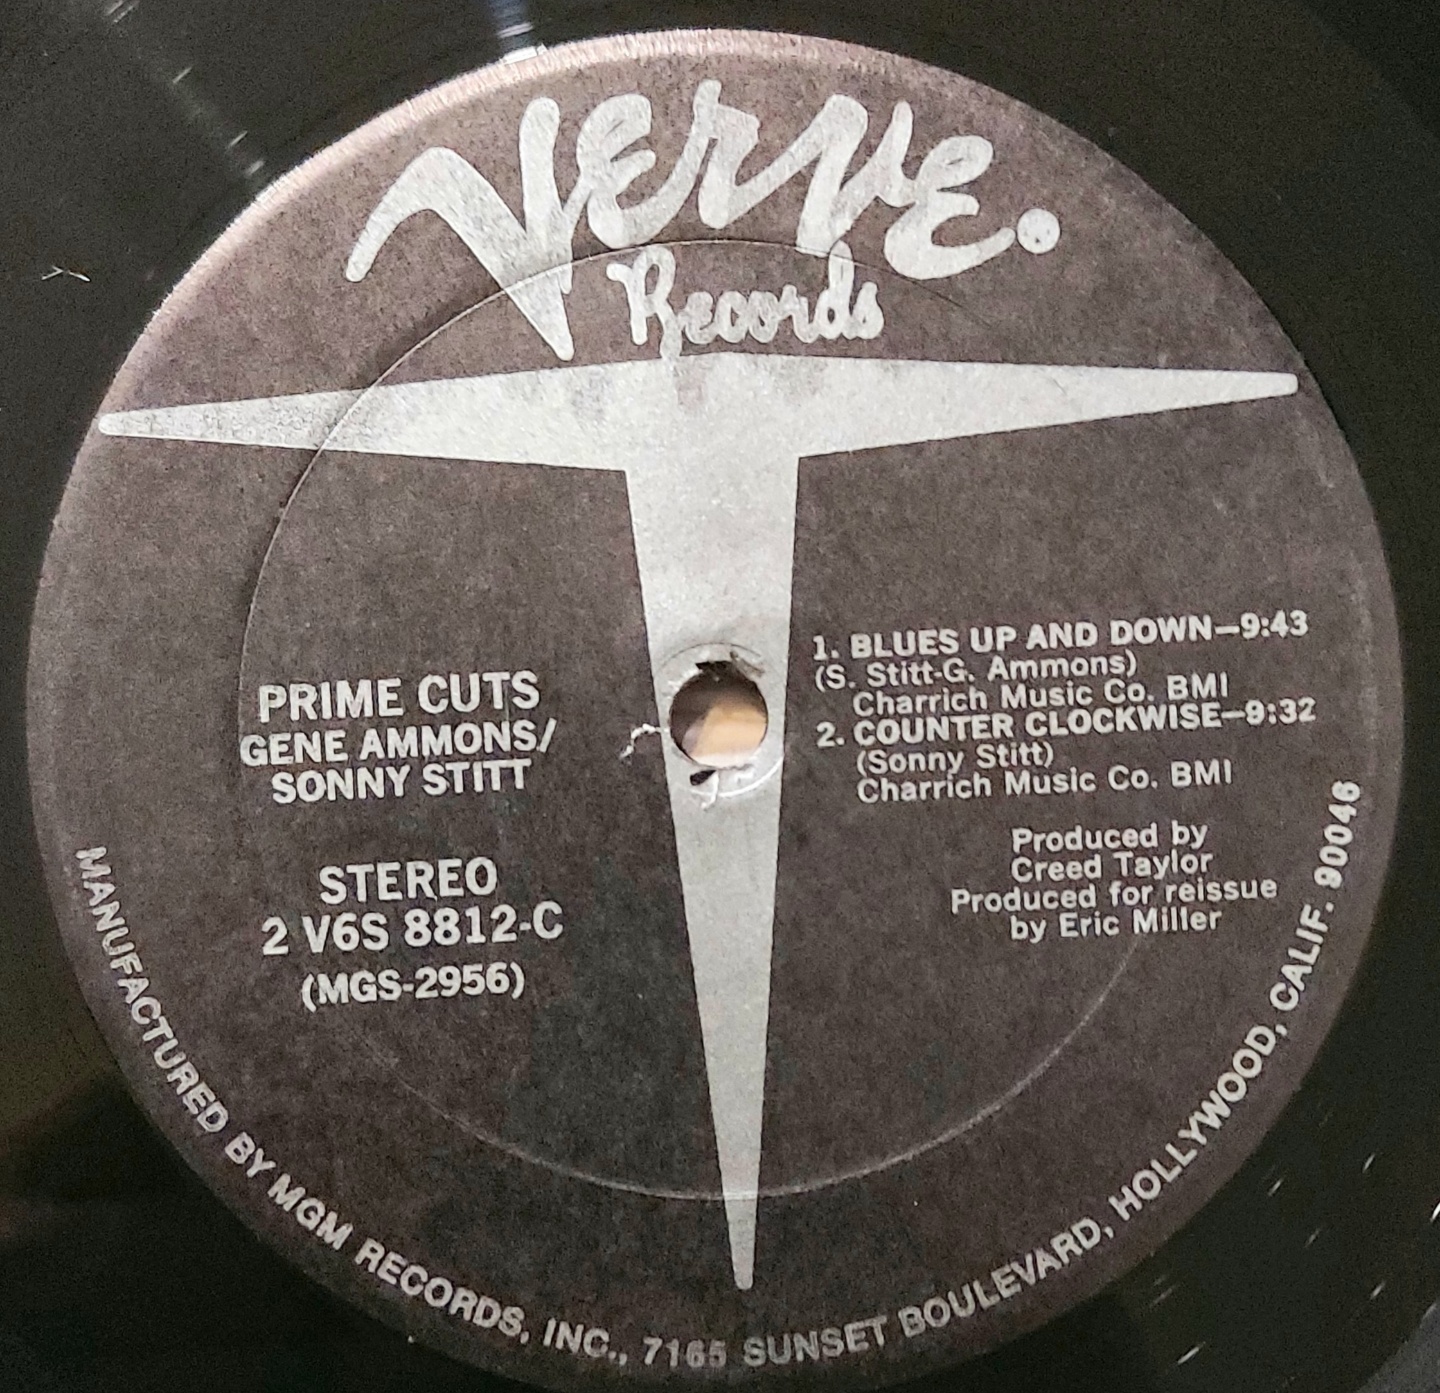 Verve.
Records
PRIME CUTS
GENE AMMONS/
SONNY STITT
STEREO
2 V6S 8812-C
(MGS-2956)
1. BLUES UP AND DOWN—9:43
(S. Stitt-G. Ammons)
Charrich Music Co. BMI
2. COUNTER CLOCKWISE—9:32
(Sonny Stitt)
Charrich Music Co. BMI
Produced by
Creed Taylor
Produced for reissue
by Eric Miller
MANUFACTURED BY MGM RECORDS, INC., 7165 SUNSET BOULEVARD, HOLLYWOOD, CALIF. 90046